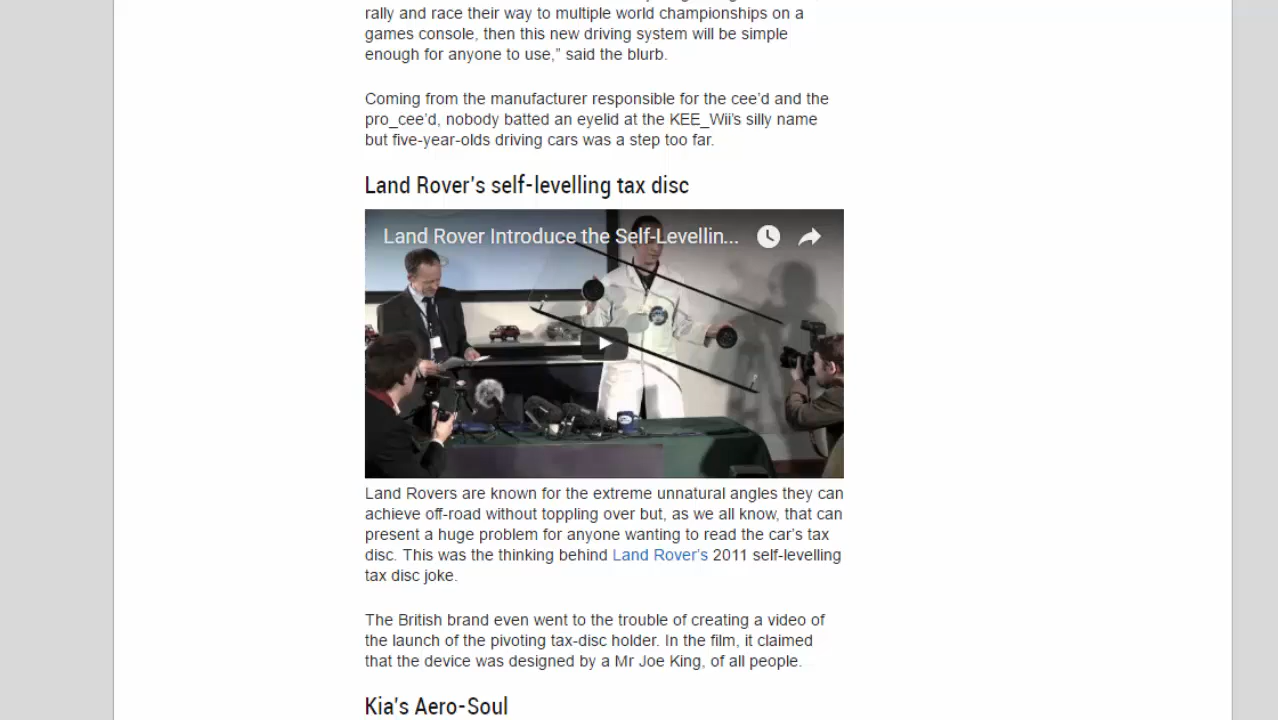 rally and race their way to multiple world championships on a
games console, then this new driving system will be simple
enough for anyone to use,” said the blurb.
Coming from the manufacturer responsible for the cee’d and the
pro_cee’d, nobody batted an eyelid at the KEE_Wii’s silly name
but five-year-olds driving cars was a step too far.
Land Rover’s self-levelling tax disc
Land Rover Introduce the Self-Levellin...
Land Rovers are known for the extreme unnatural angles they can
achieve off-road without toppling over but, as we all know, that can
present a huge problem for anyone wanting to read the car’s tax
disc. This was the thinking behind Land Rover’s 2011 self-levelling
tax disc joke.
The British brand even went to the trouble of creating a video of
the launch of the pivoting tax-disc holder. In the film, it claimed
that the device was designed by a Mr Joe King, of all people.
Kia’s Aero-Soul